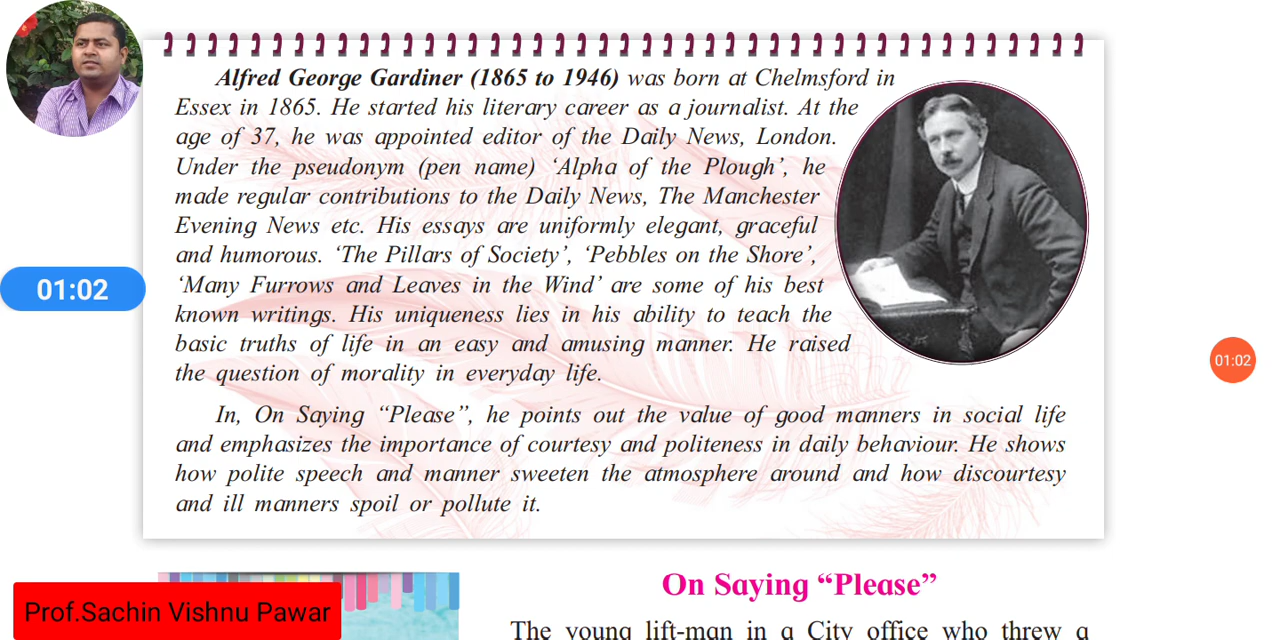 Alfred George Gardiner (1865 to 1946) was born at Chelmsford in
Essex in 1865. He started his literary career as a journalist. At the
age of 37, he was appointed editor of the Daily News, London.
Under the pseudonym (pen name) ‘Alpha of the Plough’, he
made regular contributions to the Daily News, The Manchester
Evening News etc. His essays are uniformly elegant, graceful
and humorous. ‘The Pillars of Society’, ‘Pebbles on the Shore’,
‘Many Furrows and Leaves in the Wind’ are some of his best
known writings. His uniqueness lies in his ability to teach the
basic truths of life in an easy and amusing manner. He raised
the question of morality in everyday life.
In, On Saying “Please”, he points out the value of good manners in social life
and emphasizes the importance of courtesy and politeness in daily behaviour. He shows
how polite speech and manner sweeten the atmosphere around and how discourtesy
and ill manners spoil or pollute it.
01:02
01:02
On Saying “Please”
Prof.Sachin Vishnu Pawar
The young lift-man in a City office who threw a